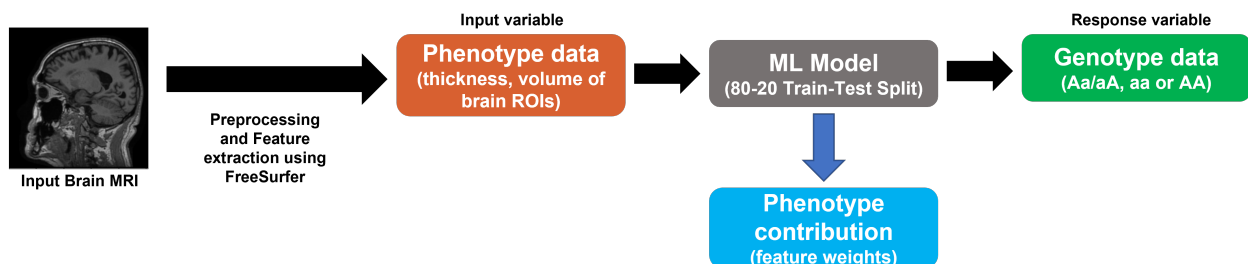 Input Brain MRI
Preprocessing
and Feature
extraction using
FreeSurfer
Input variable
Phenotype data
(thickness, volume of
brain ROIs)
ML Model
(80-20 Train-Test Split)
Phenotype
contribution
(feature weights)
Response variable
Genotype data
(Aa/aA, aa or AA)